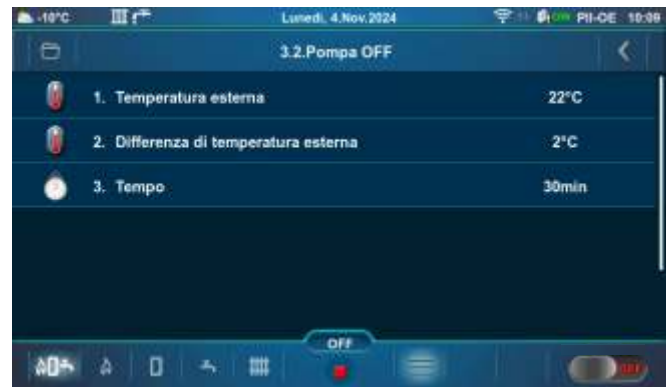 -10°C Lunedì, 4.Nov.2024 PII-OE 10:09
3.2.Pompa OFF
1. Temperatura esterna 22°C
2. Differenza di temperatura esterna 2°C
3. Tempo 30min
OFF
OFF